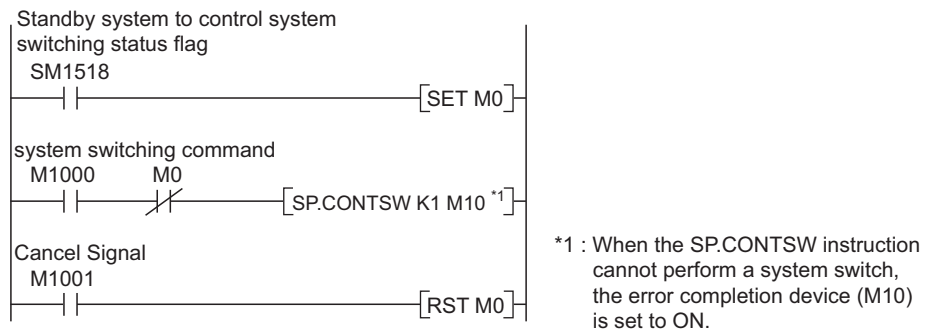 Standby system to control system
switching status flag
SM1518
[SET M0]
system switching command
M1000 M0
[SP.CONTSW K1 M10 *1]
Cancel Signal
M1001
[RST M0]
*1 : When the SP.CONTSW instruction
cannot perform a system switch,
the error completion device (M10)
is set to ON.